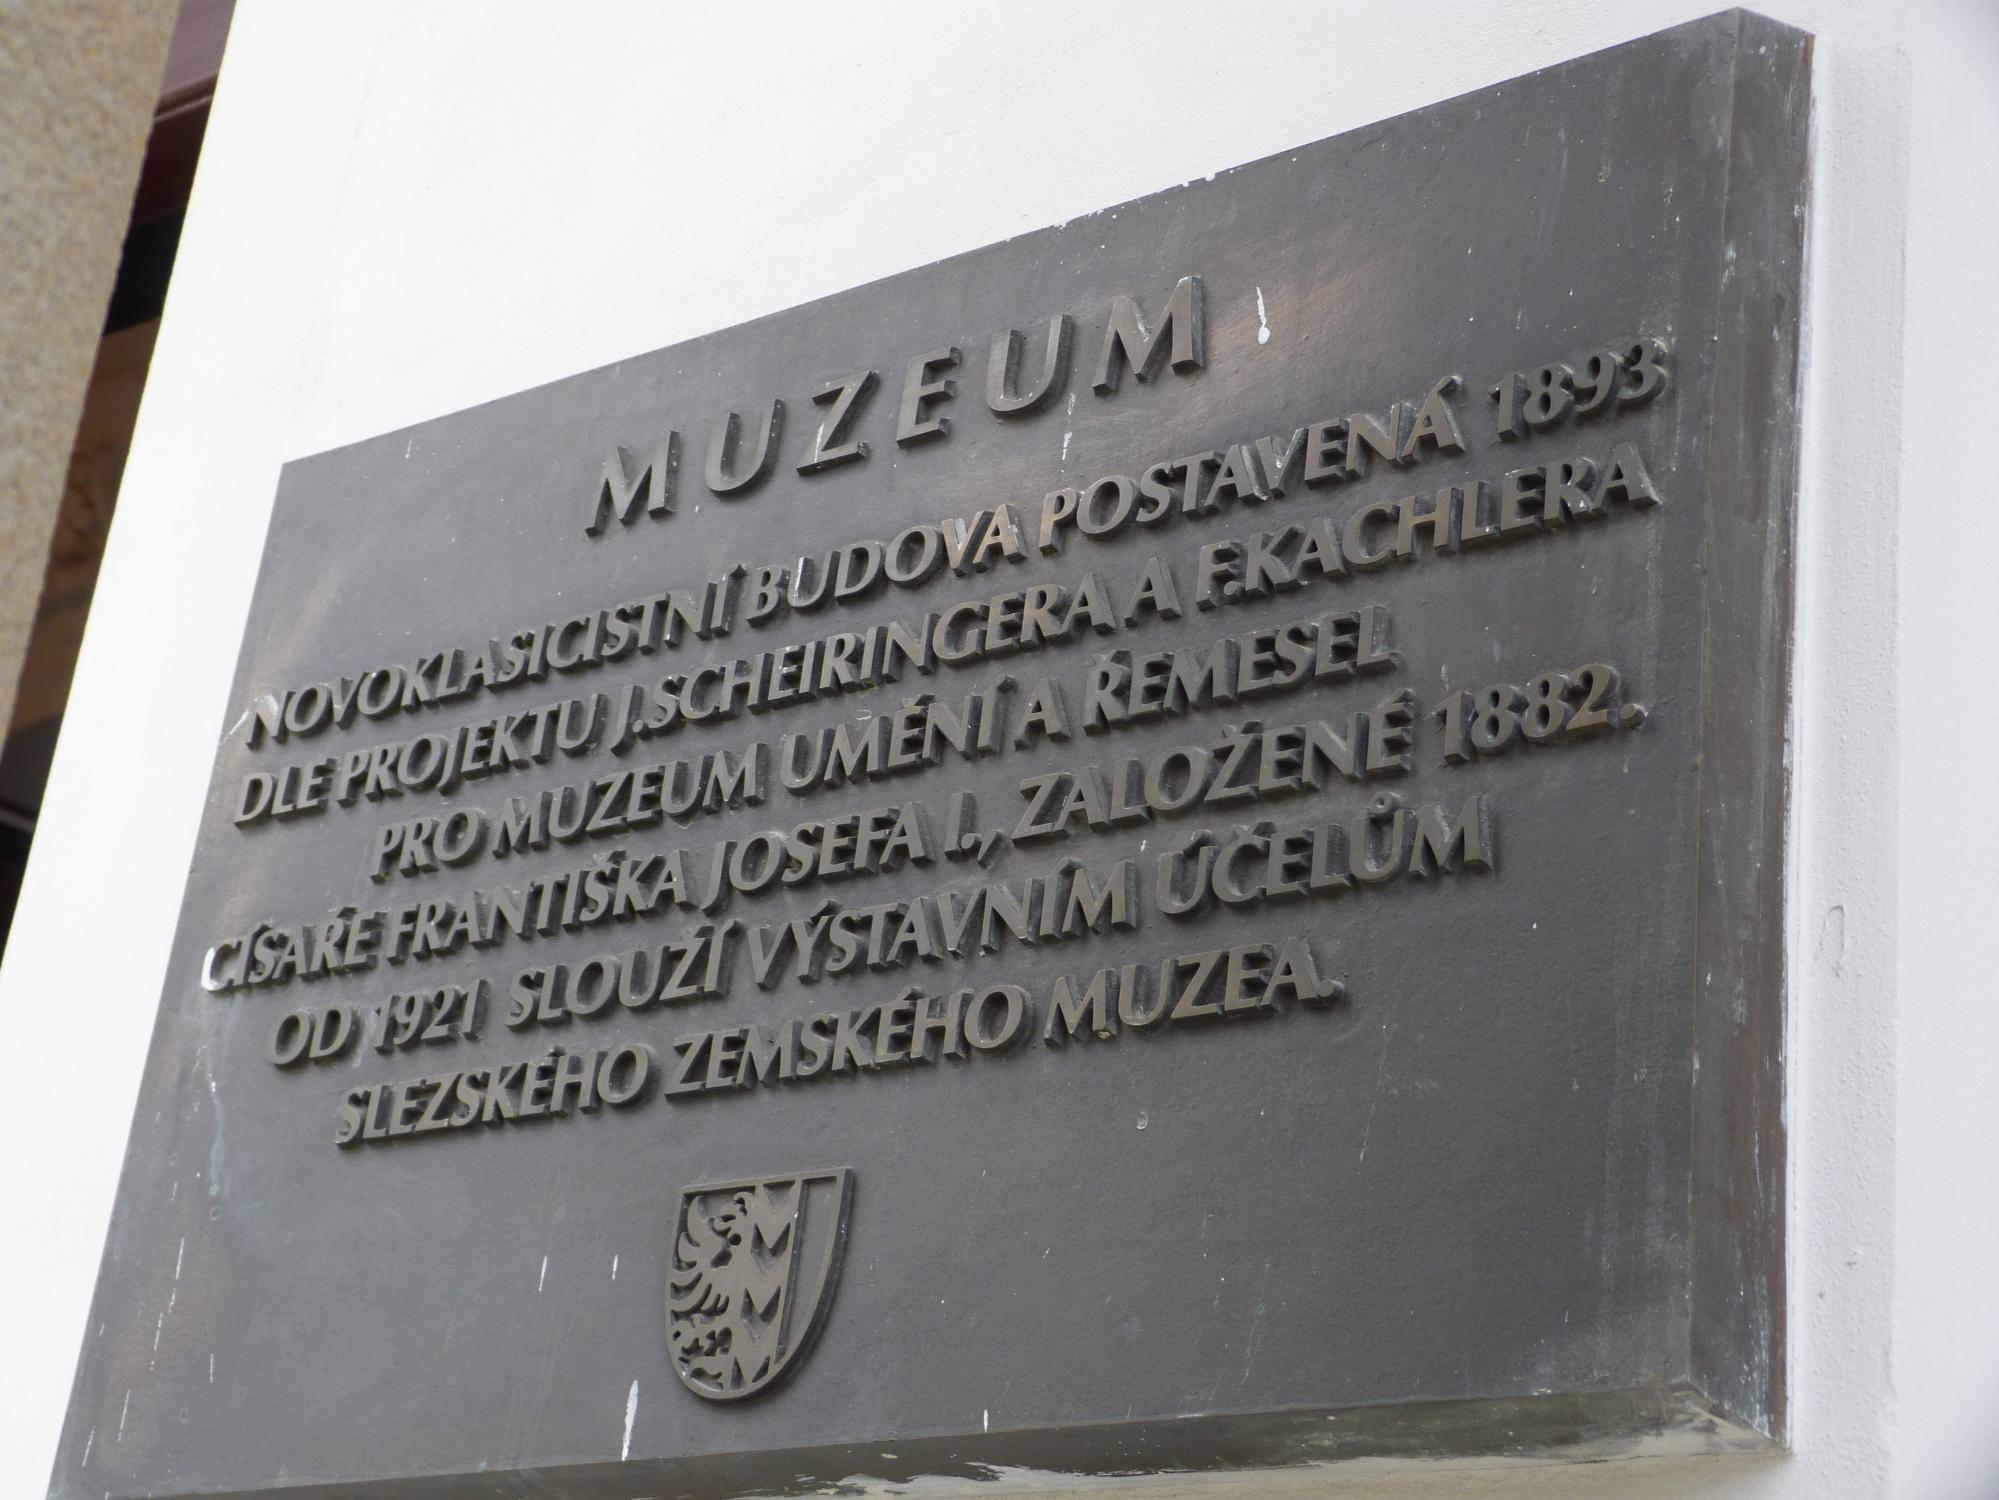 MUZEUM
NOVOKLASICISTNÍ BUDOVA POSTAVENÁ 1893
DLE PROJEKTU J.SCHEIRINGERA A F.KACHLERA
PRO MUZEUM UMĚNÍ A ŘEMESEL
CÍSAŘE FRANTIŠKA JOSEFA I., ZALOŽENÉ 1882.
OD 1921 SLOUŽÍ VÝSTAVNÍM ÚČELŮM
SLEZSKÉHO ZEMSKÉHO MUZEA.